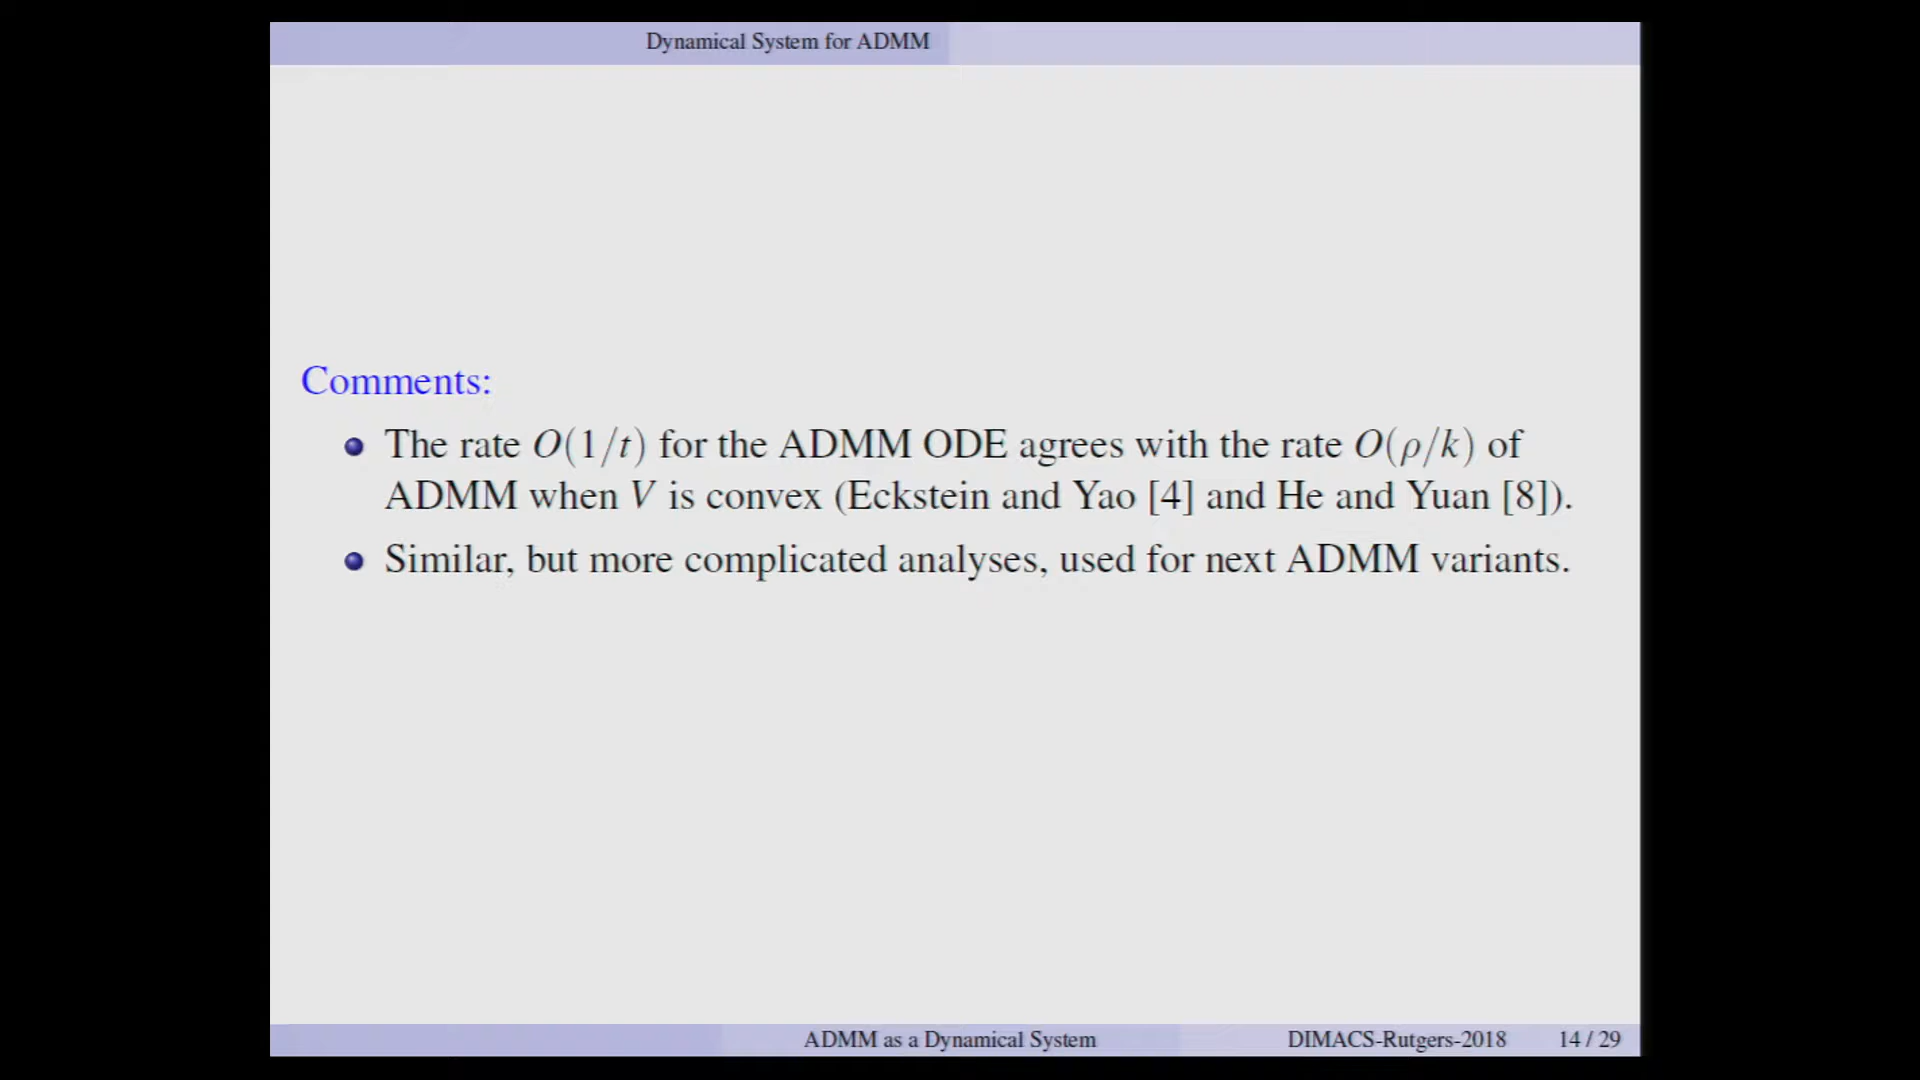 Dynamical System for ADMM
Comments:
The rate O(1/t) for the ADMM ODE agrees with the rate O(ρ/k) of
ADMM when V is convex (Eckstein and Yao [4] and He and Yuan [8]).
Similar, but more complicated analyses, used for next ADMM variants.
ADMM as a Dynamical System DIMACS-Rutgers-2018 14 / 29